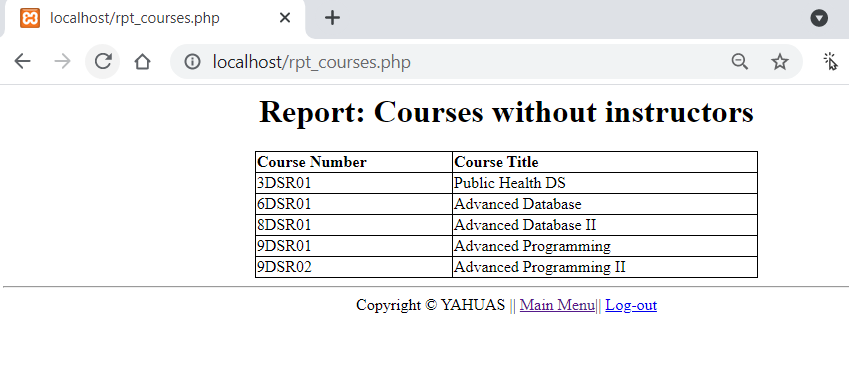 localhost/rpt_courses.php
localhost/rpt_courses.php
Report: Courses without instructors
Course Number Course Title
3DSR01 Public Health DS
6DSR01 Advanced Database
8DSR01 Advanced Database II
9DSR01 Advanced Programming
9DSR02 Advanced Programming II
Copyright © YAHUAS || Main Menu|| Log-out